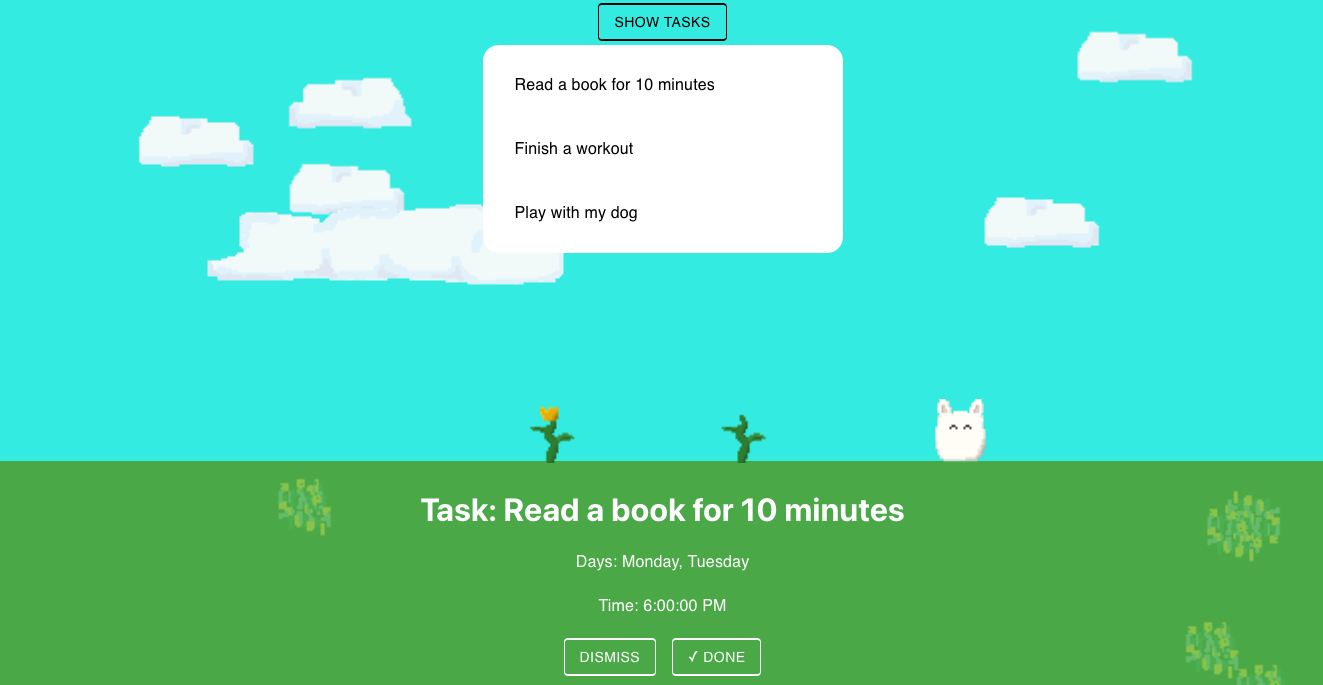 SHOW TASKS
Read a book for 10 minutes
Finish a workout
Play with my dog
Task: Read a book for 10 minutes
Days: Monday, Tuesday
Time: 6:00:00 PM
DISMISS
✓ DONE